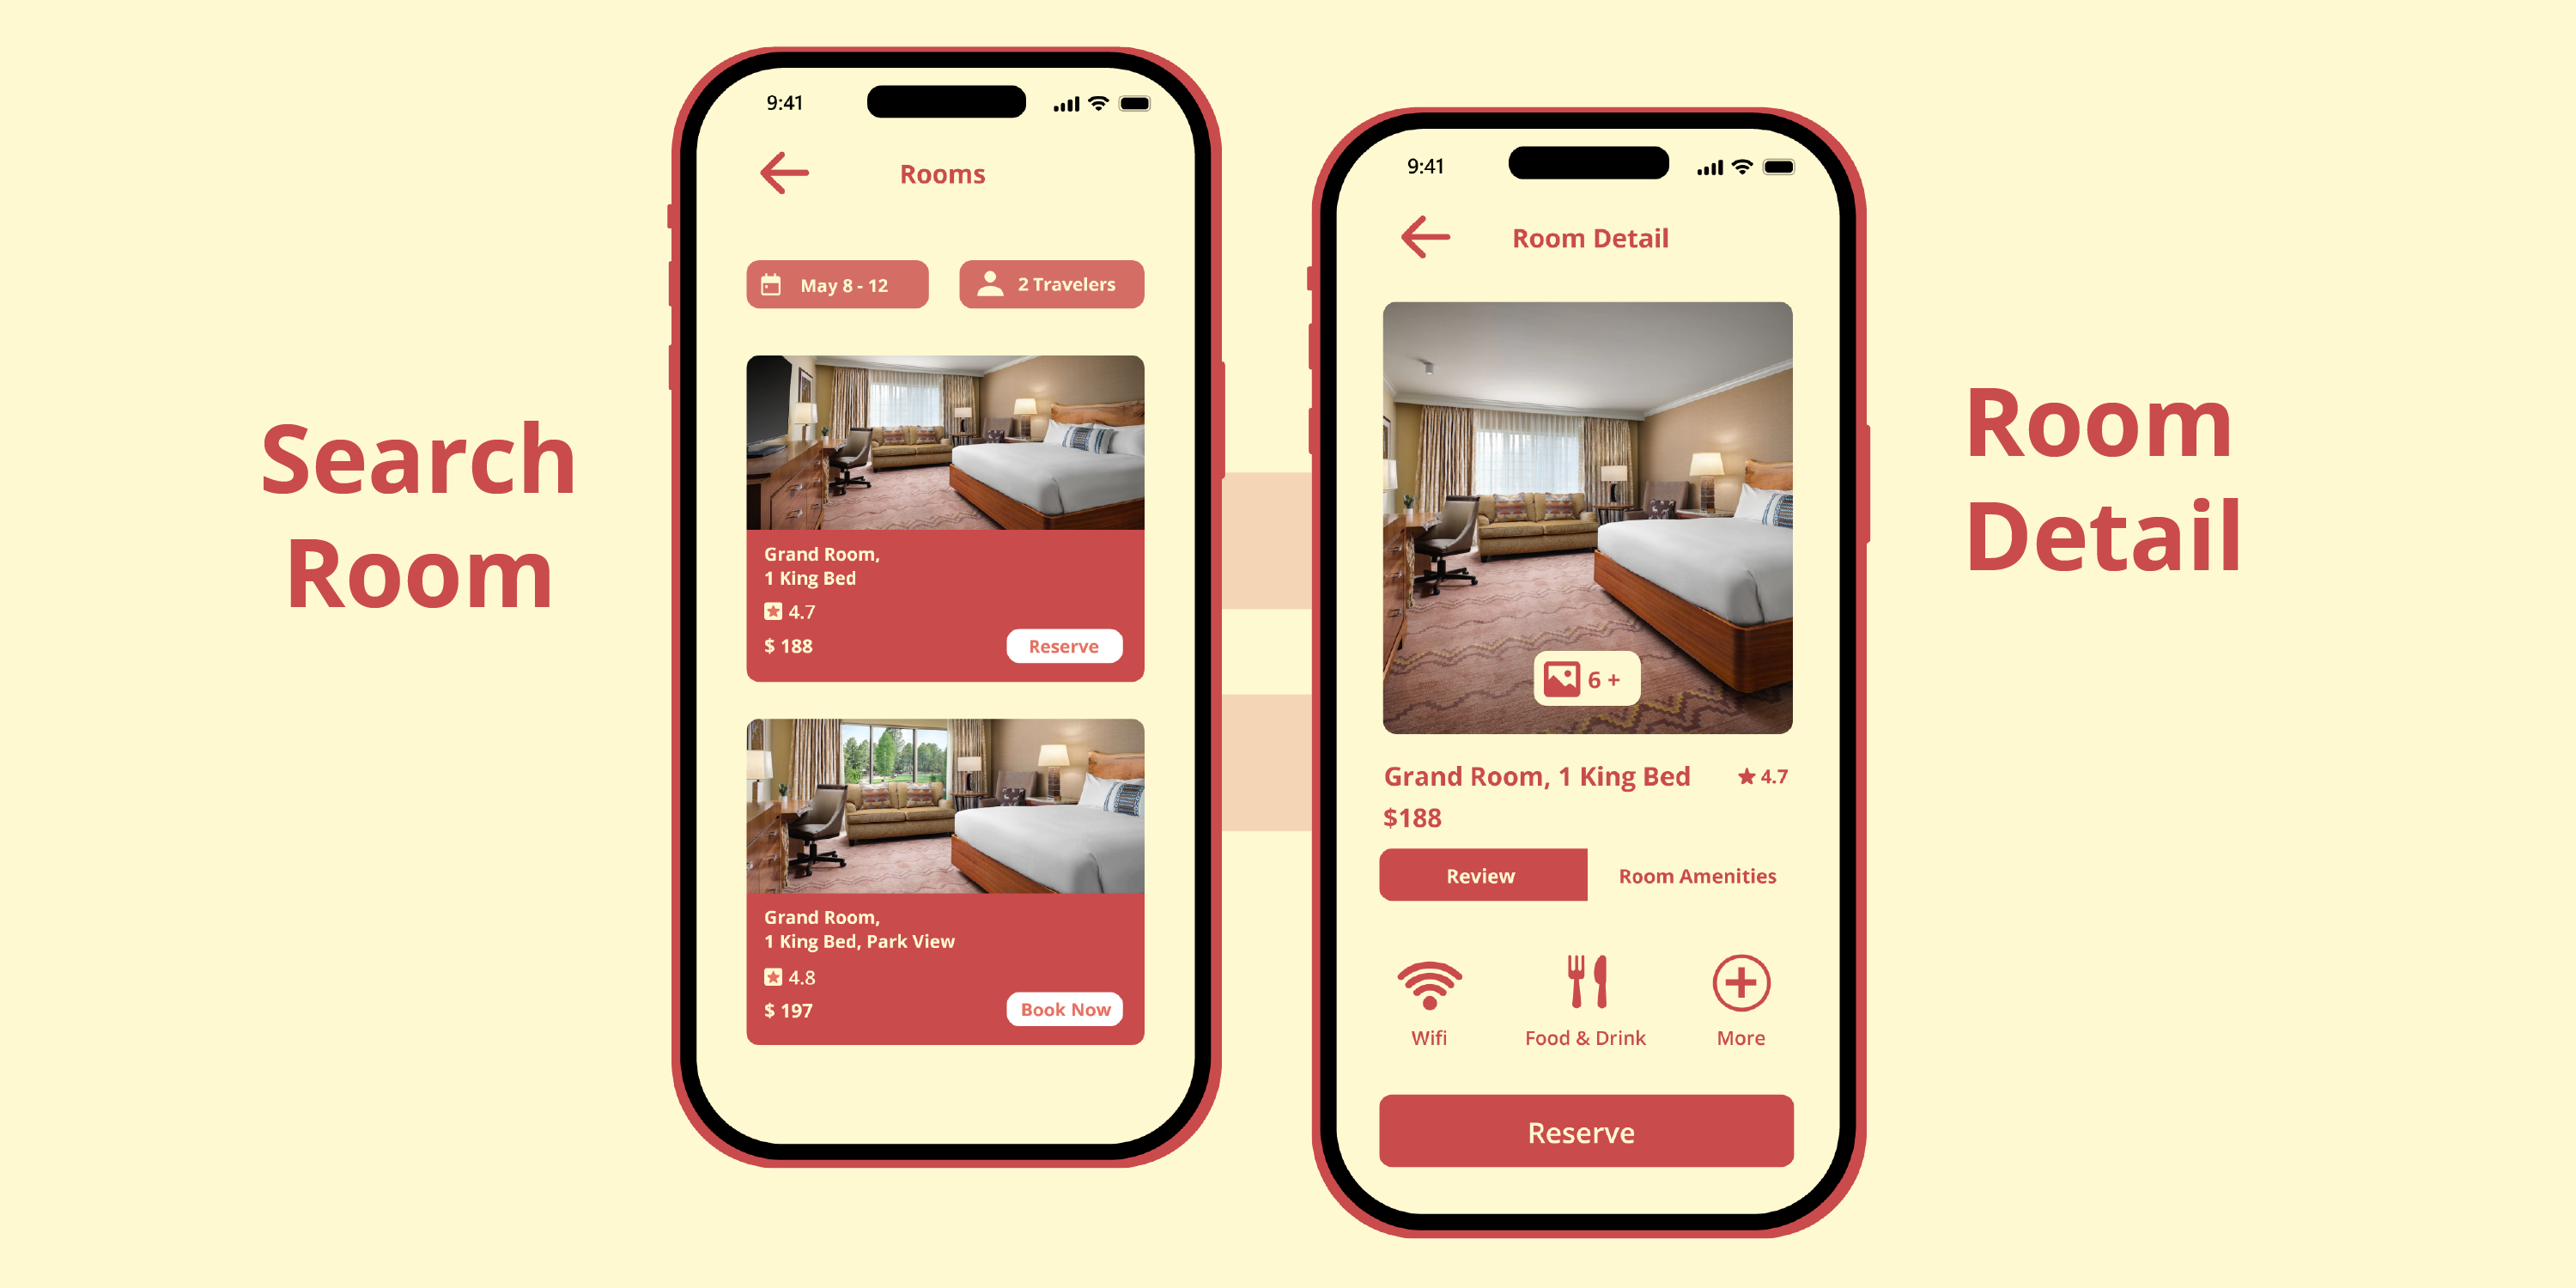 Search
Room
9:41
Rooms
May 8 - 12
2 Travelers
Grand Room,
1 King Bed
4.7
$ 188
Reserve
Grand Room,
1 King Bed, Park View
4.8
$ 197
Book Now
9:41
Room Detail
6 +
Grand Room, 1 King Bed
4.7
$188
Review
Room Amenities
Wifi
Food & Drink
More
Reserve
Room
Detail